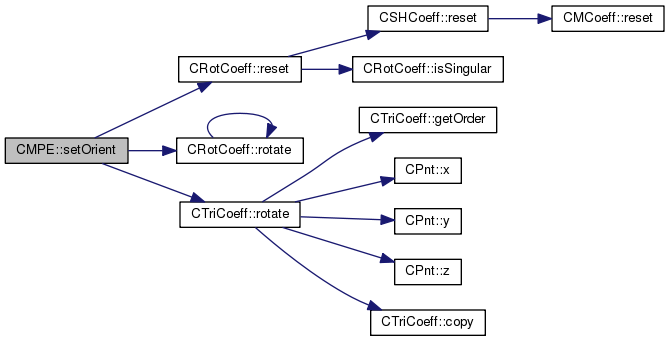 CMPE::setOrient
CRotCoeff::reset
CSHCoeff::reset
CMCoeff::reset
CRotCoeff::isSingular
CRotCoeff::rotate
CTriCoeff::rotate
CTriCoeff::getOrder
CPnt::x
CPnt::y
CPnt::z
CTriCoeff::copy